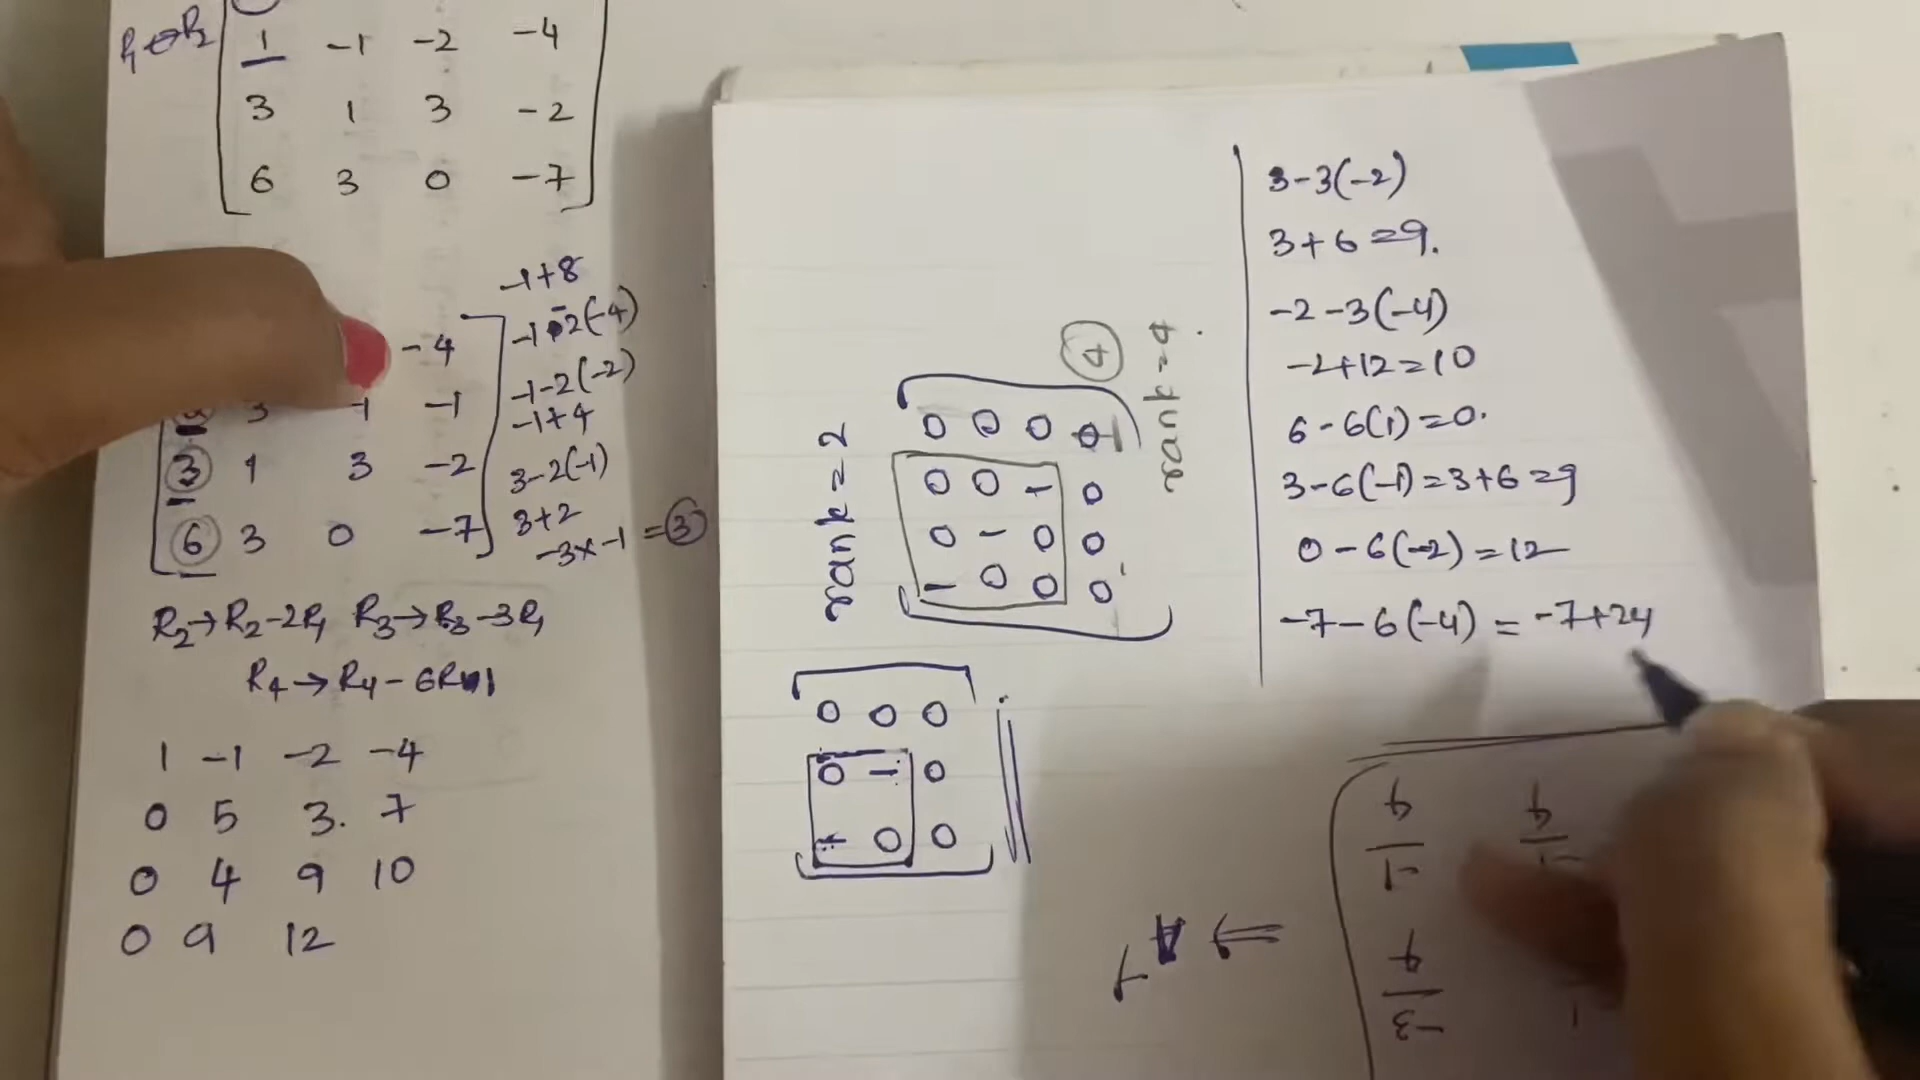 R1 ↔ R2
1 -1 -2 -4
3 1 3 -2
6 3 0 -7
-4
3 -1 -1
3 1 3 -2
6 3 0 -7
-1+8
-1-2(-4)
-1-2(-2)
-1+4
3-2(-1)
3+2
-3x-1 = 3
R2→R2-2R1 R3→R3-3R1
R4→R4-6R1
1 -1 -2 -4
0 5 3. 7
0 4 9 10
0 9 12
rank = 2
4
rank = 4
0 0 0 0
0 0 1 0
0 1 0 0
1 0 0 0
0 0 0
0 1 0
1 0 0
3-3(-2)
3+6=9.
-2-3(-4)
-2+12=10
6-6(1)=0.
3-6(-1)=3+6=9
0-6(-2)=12
-7-6(-4)=-7+24